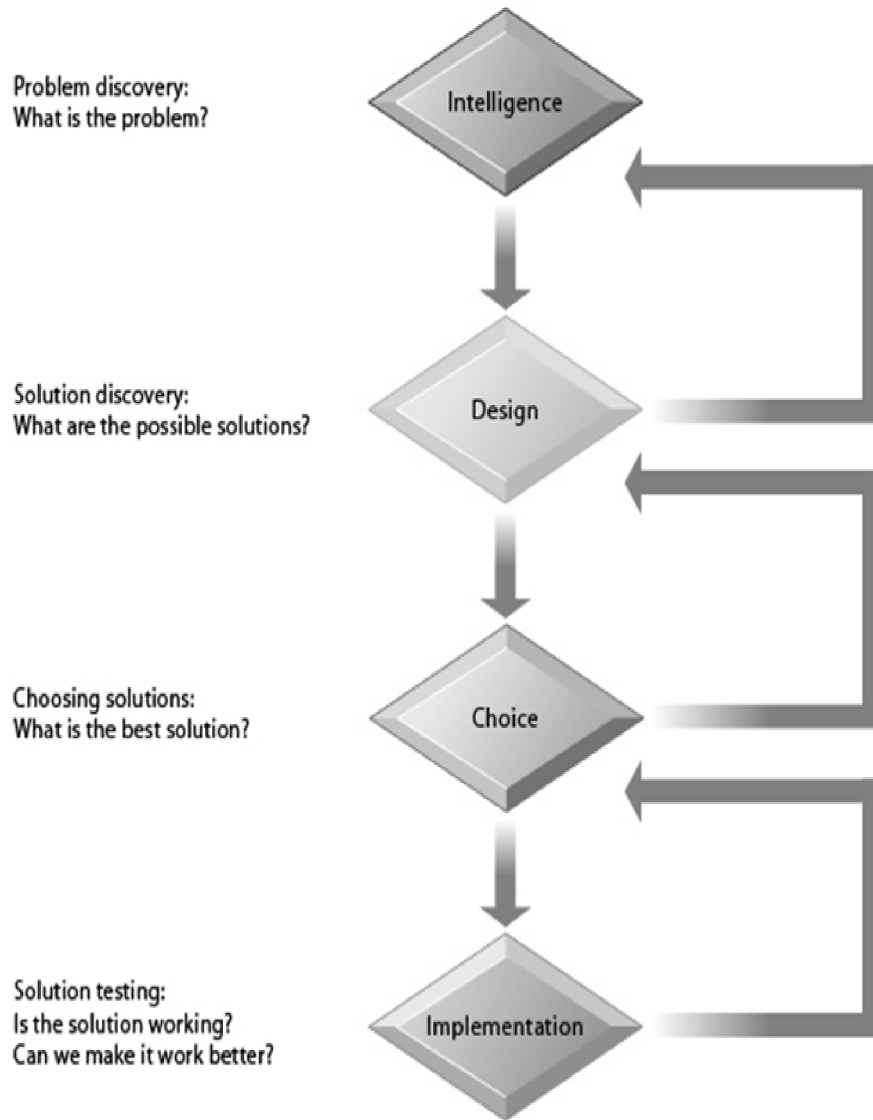 Problem discovery:
What is the problem?
Intelligence
Solution discovery:
What are the possible solutions?
Design
Choosing solutions:
What is the best solution?
Choice
Solution testing:
Is the solution working?
Can we make it work better?
Implementation